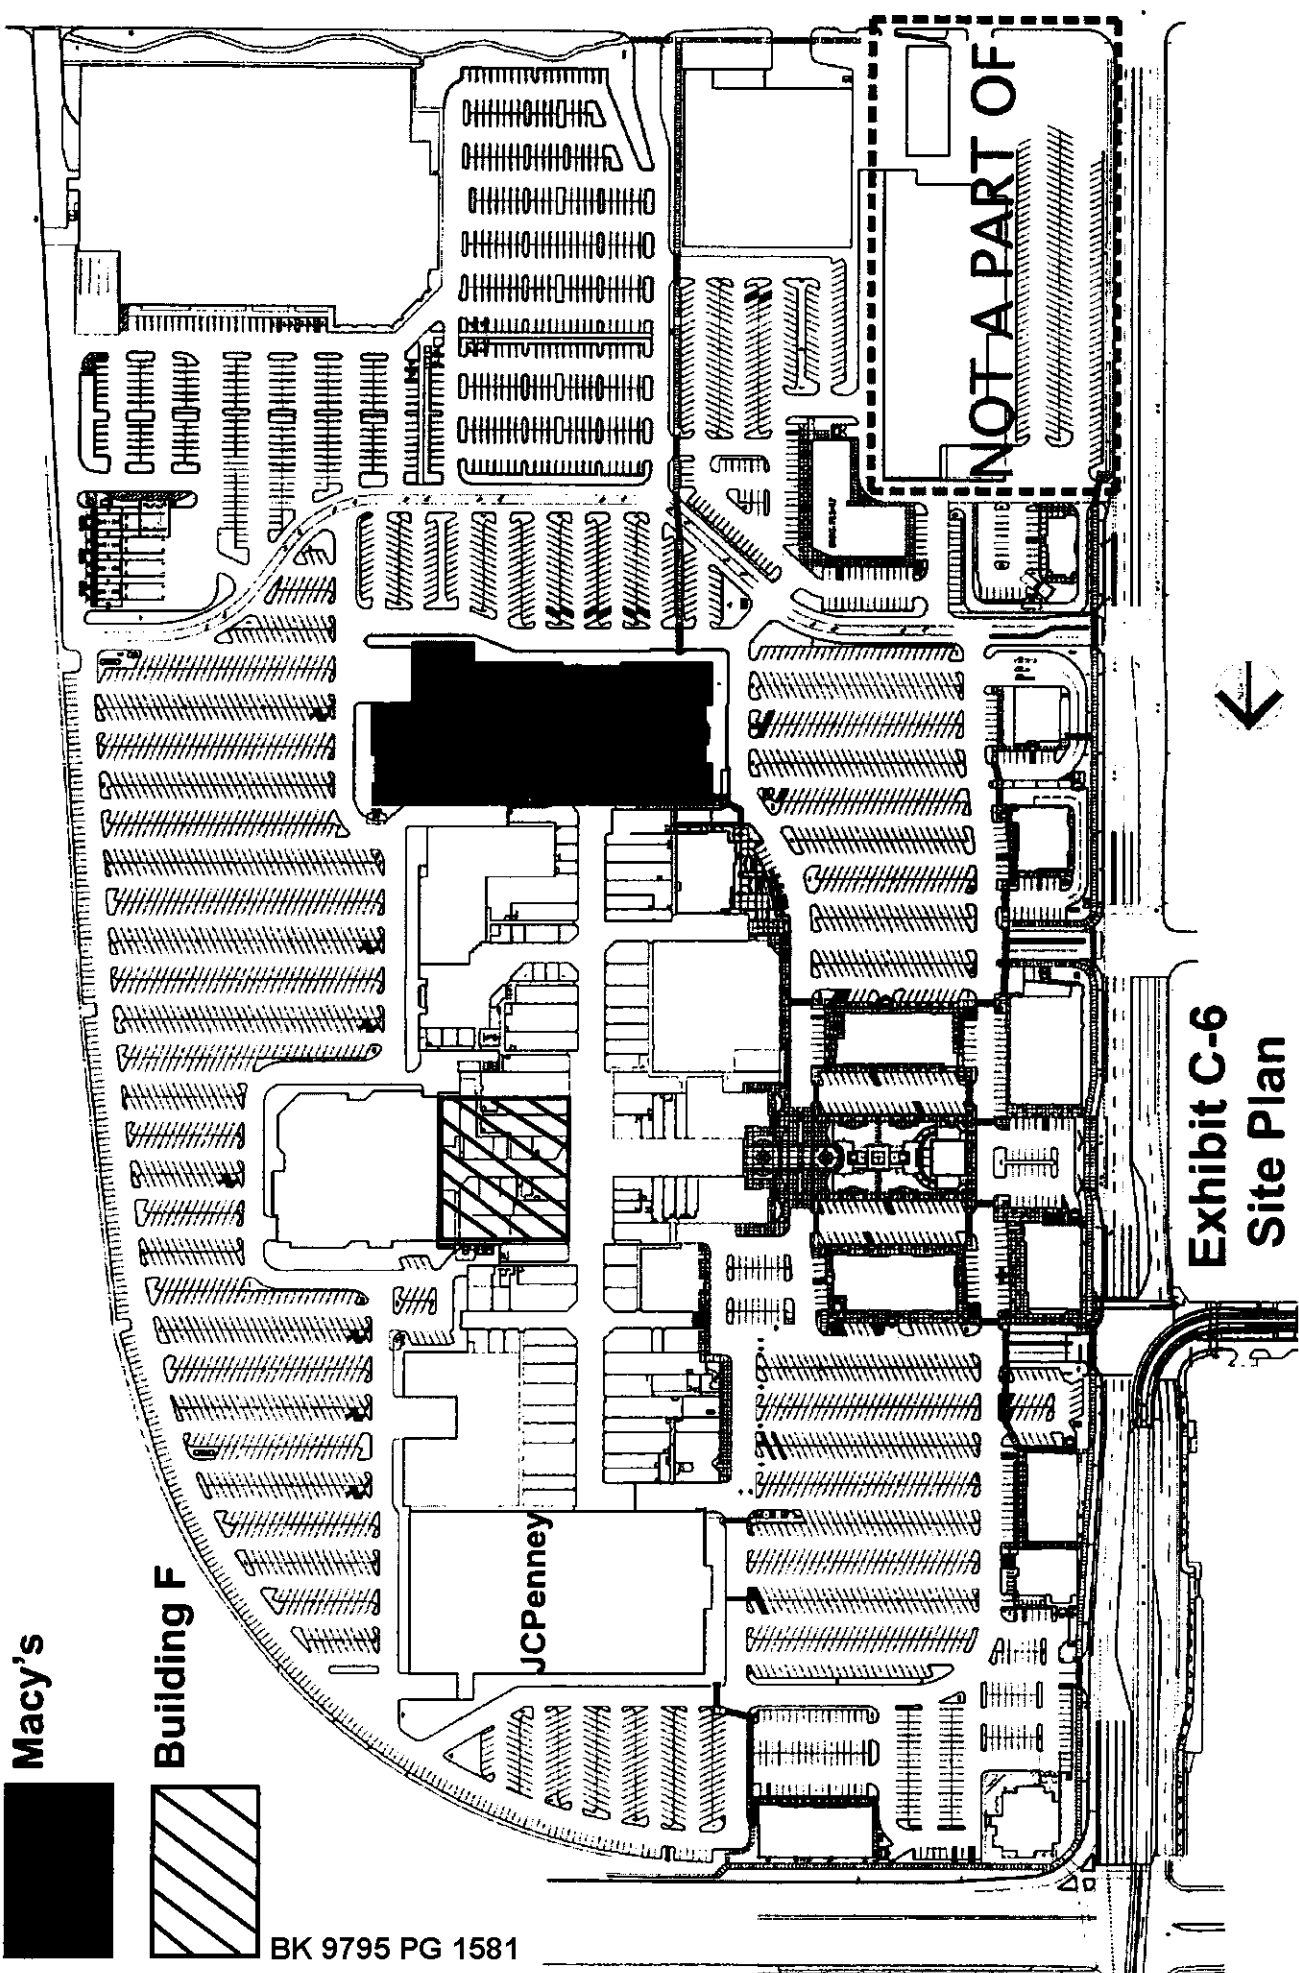 Macy's
Building F
BK 9795 PG 1581
JCPenney
NOT A PART OF
Exhibit C-6
Site Plan